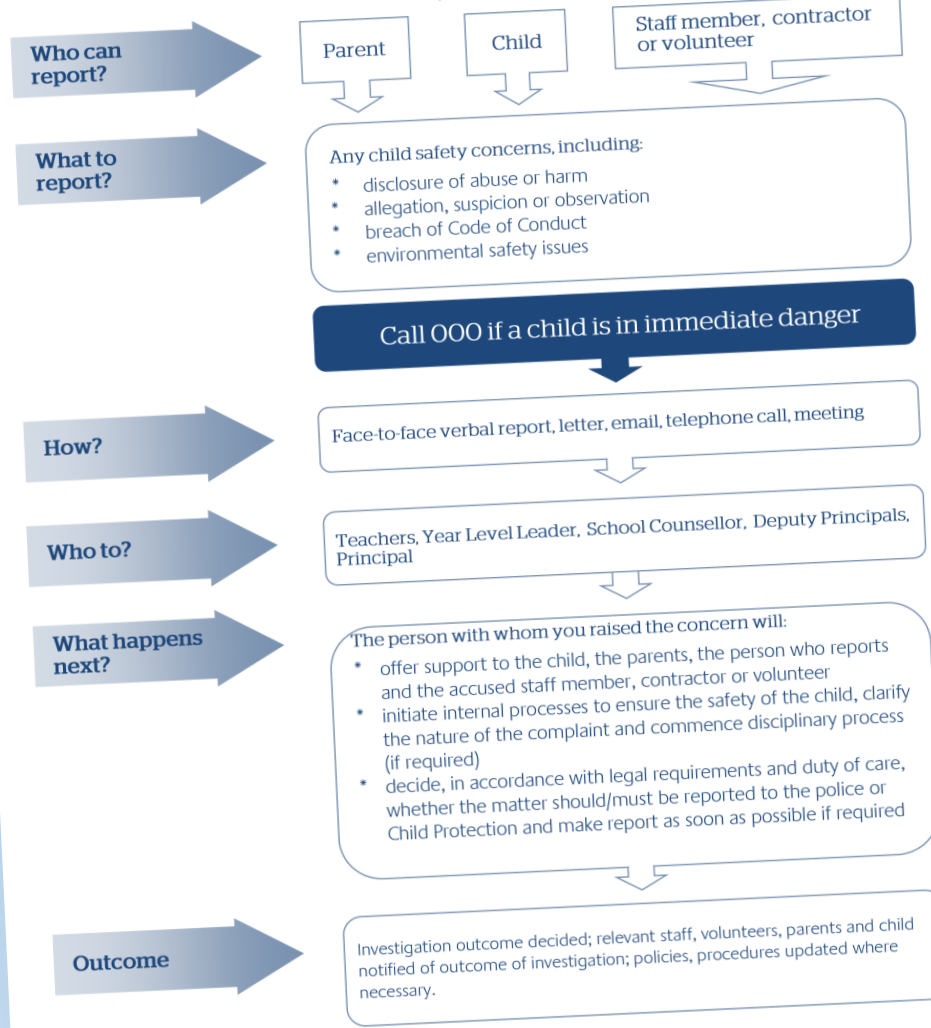 Who can
report?
Parent
Child
Staff member, contractor
or volunteer
What to
report?
Any child safety concerns, including:
* disclosure of abuse or harm
* allegation, suspicion or observation
* breach of Code of Conduct
* environmental safety issues
Call 000 if a child is in immediate danger
How?
Face-to-face verbal report, letter, email, telephone call, meeting
Who to?
Teachers, Year Level Leader, School Counsellor, Deputy Principals,
Principal
What happens
next?
The person with whom you raised the concern will:
* offer support to the child, the parents, the person who reports
and the accused staff member, contractor or volunteer
* initiate internal processes to ensure the safety of the child, clarify
the nature of the complaint and commence disciplinary process
(if required)
* decide, in accordance with legal requirements and duty of care,
whether the matter should/must be reported to the police or
Child Protection and make report as soon as possible if required
Outcome
Investigation outcome decided; relevant staff, volunteers, parents and child
notified of outcome of investigation; policies, procedures updated where
necessary.